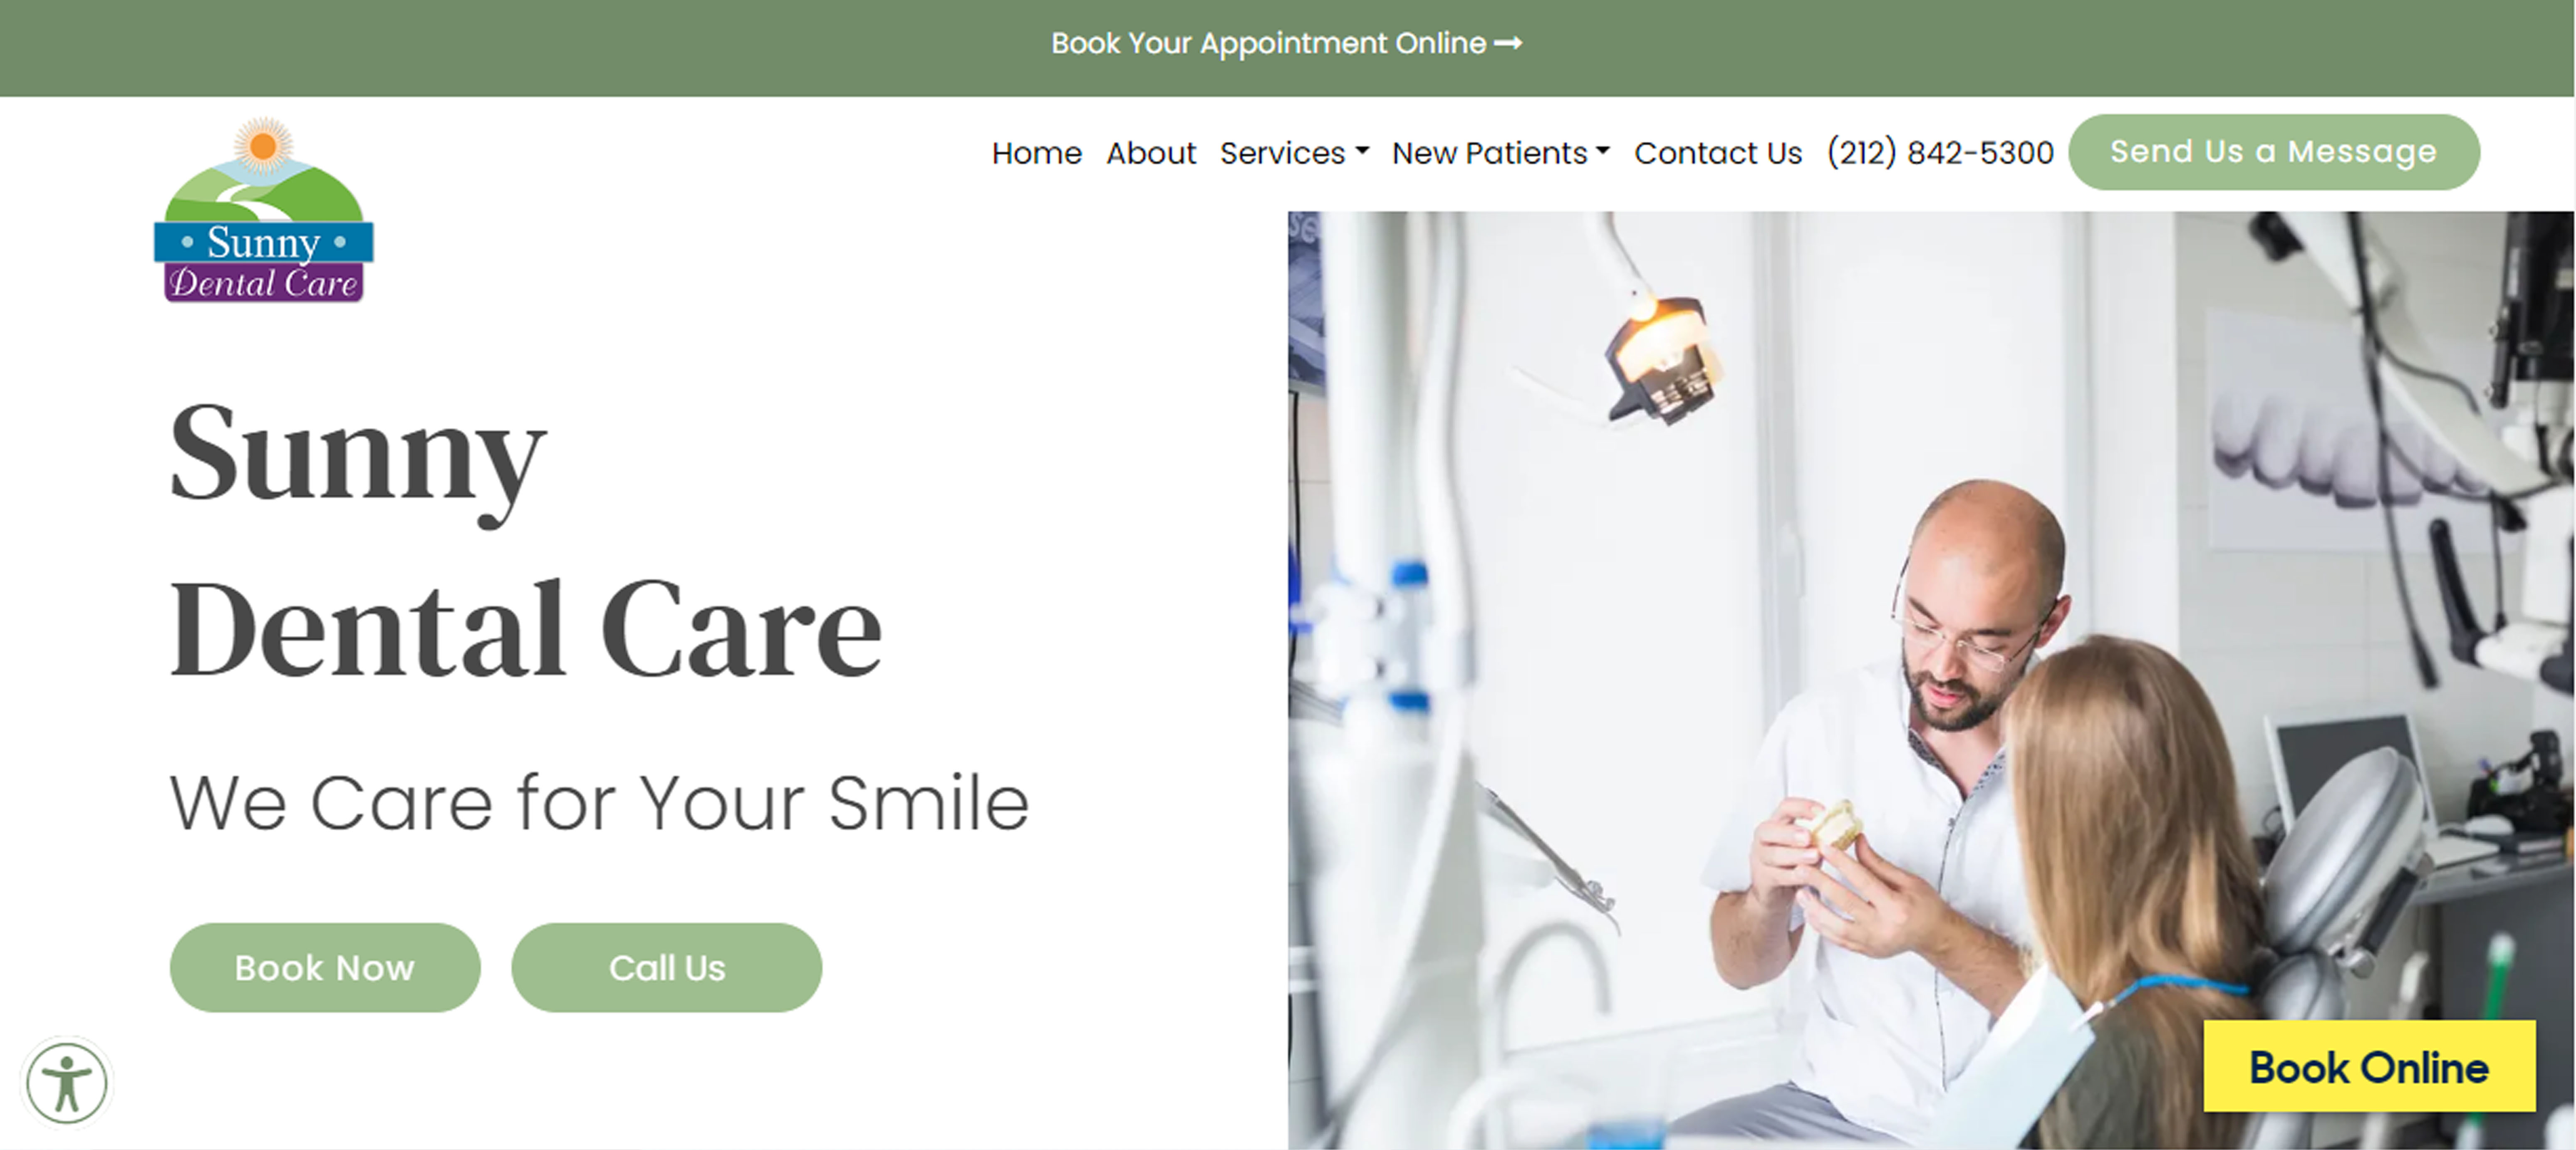 Book Your Appointment Online →
Sunny
Dental Care
Home About Services New Patients Contact Us (212) 842-5300 Send Us a Message
Sunny
Dental Care
We Care for Your Smile
Book Now Call Us
Book Online